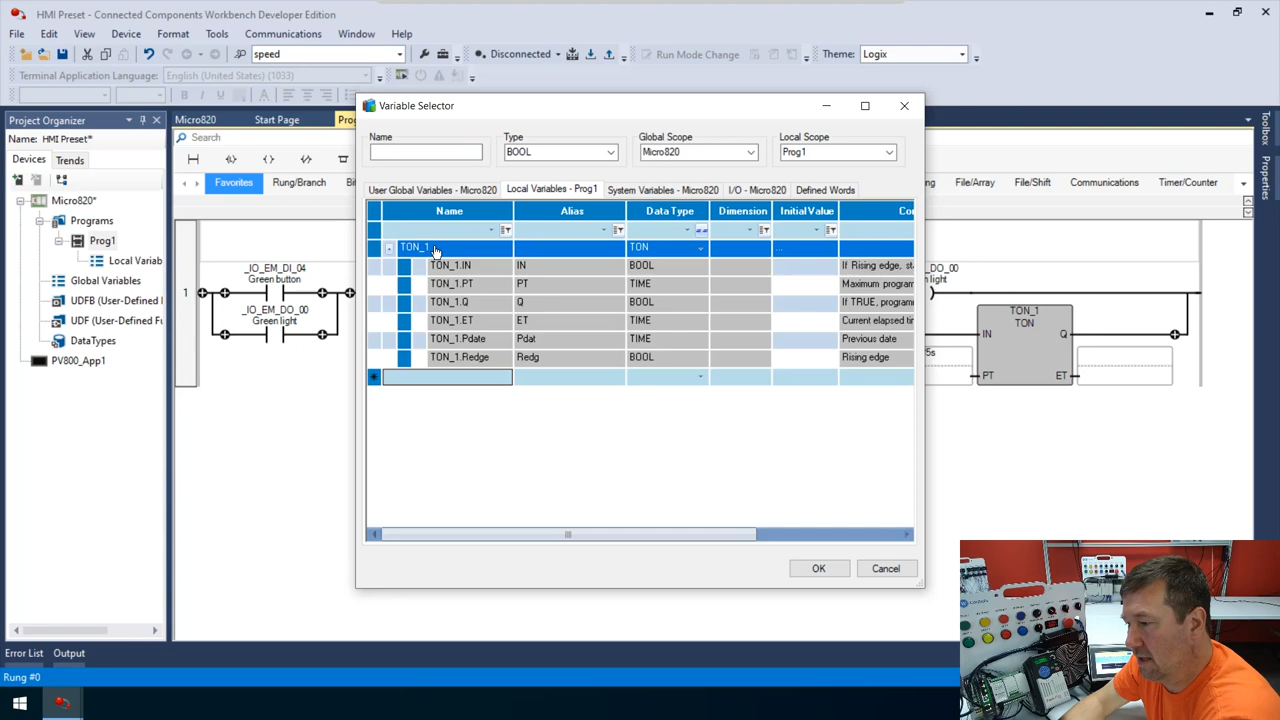 HMI Preset - Connected Components Workbench Developer Edition
File Edit View Device Format Tools Communications Window Help
speed Disconnected Run Mode Change Theme: Logix
Terminal Application Language: English (United States) (1033)
Project Organizer
Name: HMI Preset*
Devices Trends
Micro820*
Programs
Prog1
Local Variab
Global Variables
UDFB (User-Defined F
UDF (User-Defined Fu
DataTypes
PV800_App1
Micro820 Start Page
Search
Favorites Rung/Branch
File/Array File/Shift Communications Timer/Counter
1
_IO_EM_DI_04
Green button
_IO_EM_DO_00
Green light
Variable Selector
Name Type Global Scope Local Scope
BOOL Micro820 Prog1
User Global Variables - Micro820 Local Variables - Prog1 System Variables - Micro820 I/O - Micro820 Defined Words
Name Alias Data Type Dimension Initial Value
TON_1 TON ...
TON_1.IN IN BOOL If Rising edge, st
TON_1.PT PT TIME Maximum program
TON_1.Q Q BOOL If TRUE, program
TON_1.ET ET TIME Current elapsed tin
TON_1.Pdate Pdat TIME Previous date
TON_1.Redge Redg BOOL Rising edge
OK Cancel
_DO_00
n light
TON_1
TON
IN Q
5s
PT ET
Toolbox
Properties
Error List Output
Rung #0